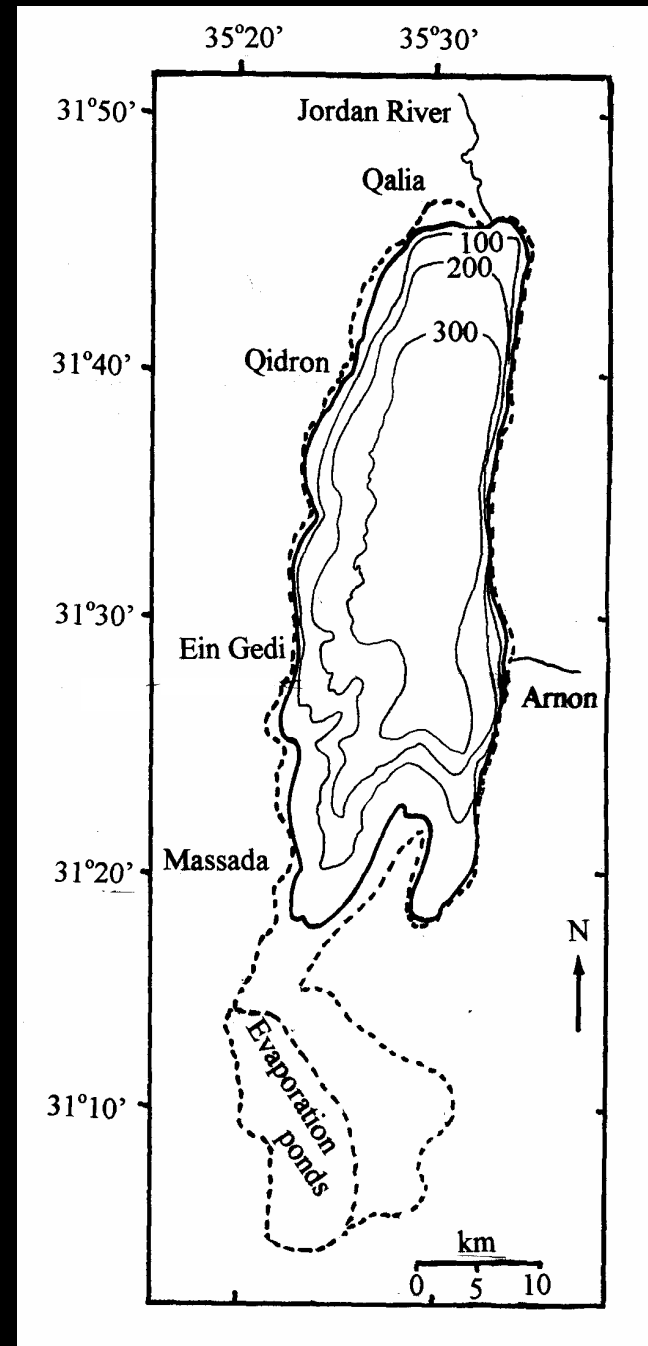 35°20' 35°30'
31°50'
Jordan River
Qalia
100
200
300
31°40'
Qidron
31°30'
Ein Gedi
Arnon
Massada
31°20'
N
31°10'
Evaporation
ponds
km
0 5 10